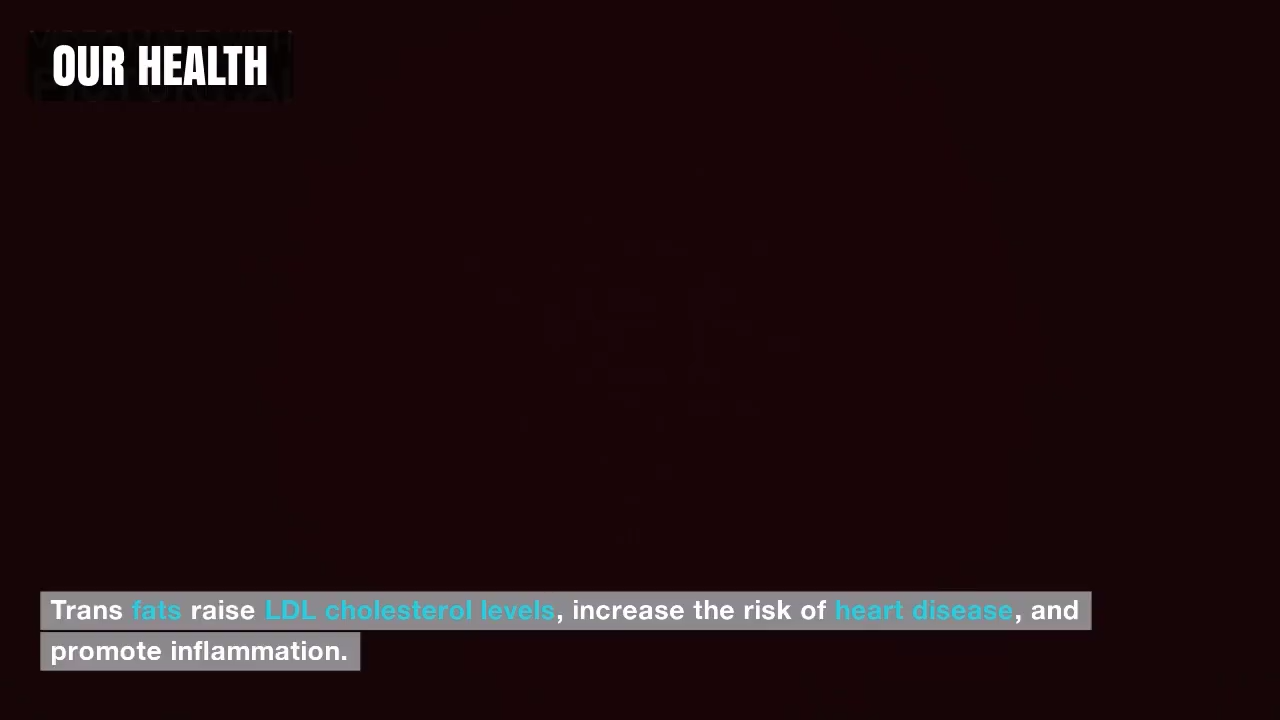 OUR HEALTH
Trans fats raise LDL cholesterol levels, increase the risk of heart disease, and
promote inflammation.